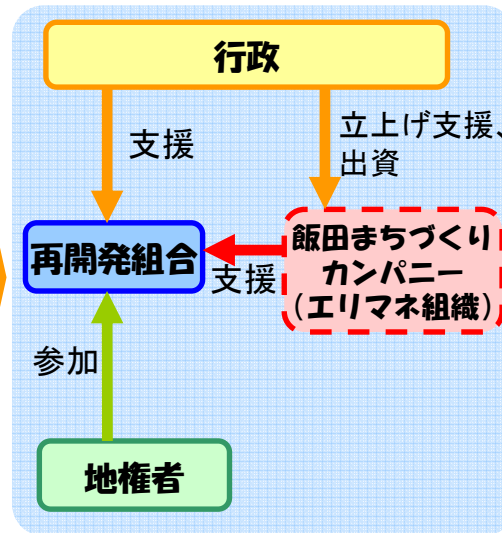 行政
支援
立上げ支援、
出資
再開発組合
支援
飯田まちづくり
カンパニー
(エリマネ組織)
参加
地権者